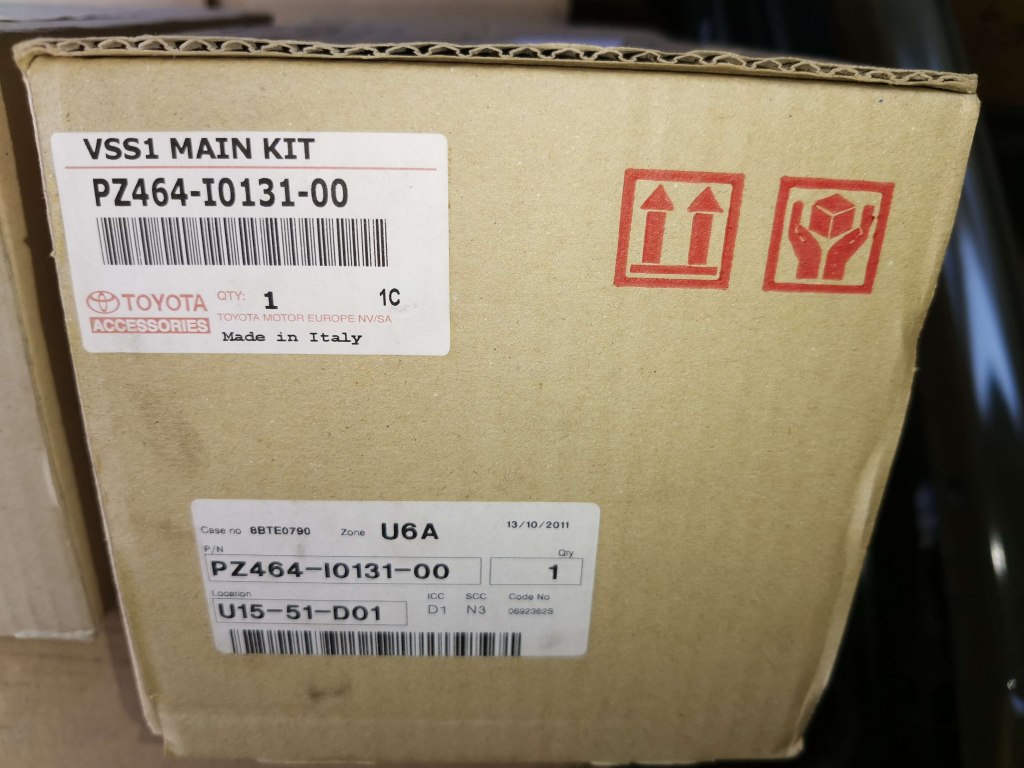 VSS1 MAIN KIT
PZ464-I0131-00
TOYOTA
ACCESSORIES
QTY: 1 1C
TOYOTA MOTOR EUROPE NV/SA
Made in Italy
Case no 8BTE0790 Zone U6A 13/10/2011
P/N Qty
PZ464-I0131-00 1
Location ICC SCC Code No
U15-51-D01 D1 N3 0892362S